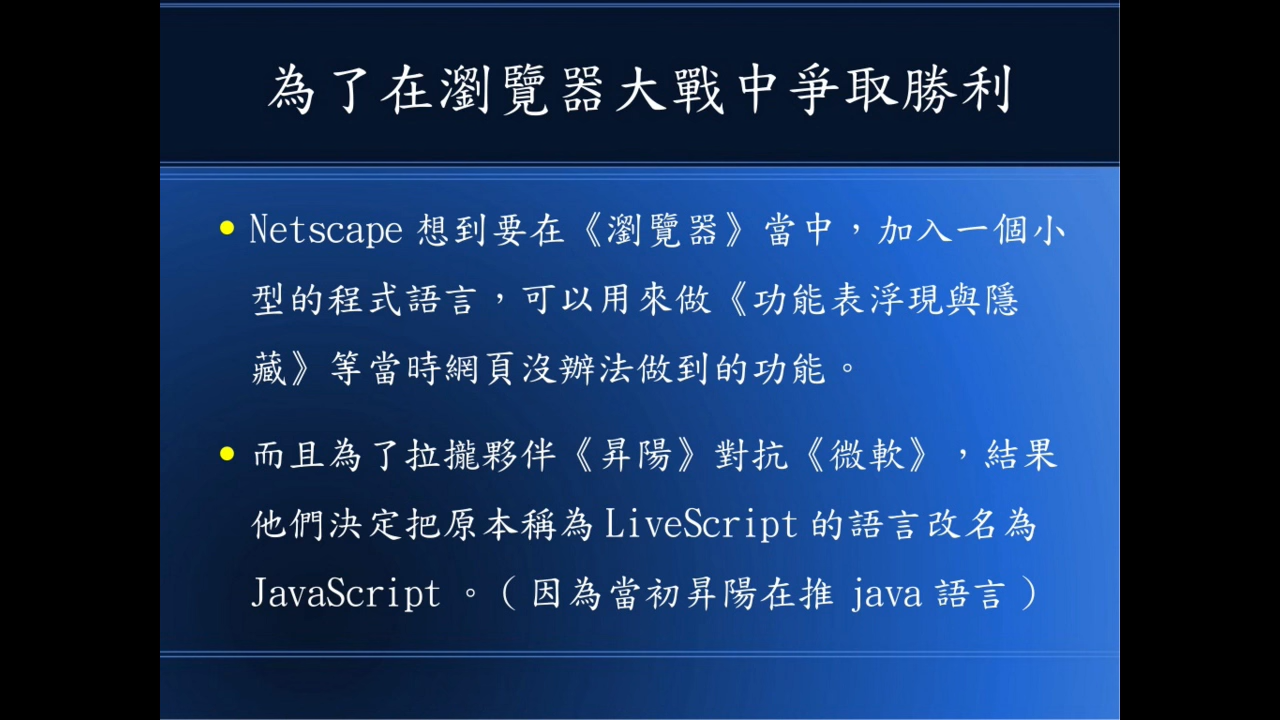 為了在瀏覽器大戰中爭取勝利
• Netscape 想到要在《瀏覽器》當中，加入一個小
型的程式語言，可以用來做《功能表浮現與隱
藏》等當時網頁沒辦法做到的功能。
• 而且為了拉攏夥伴《昇陽》對抗《微軟》，結果
他們決定把原本稱為 LiveScript 的語言改名為
JavaScript 。（因為當初昇陽在推 java 語言）